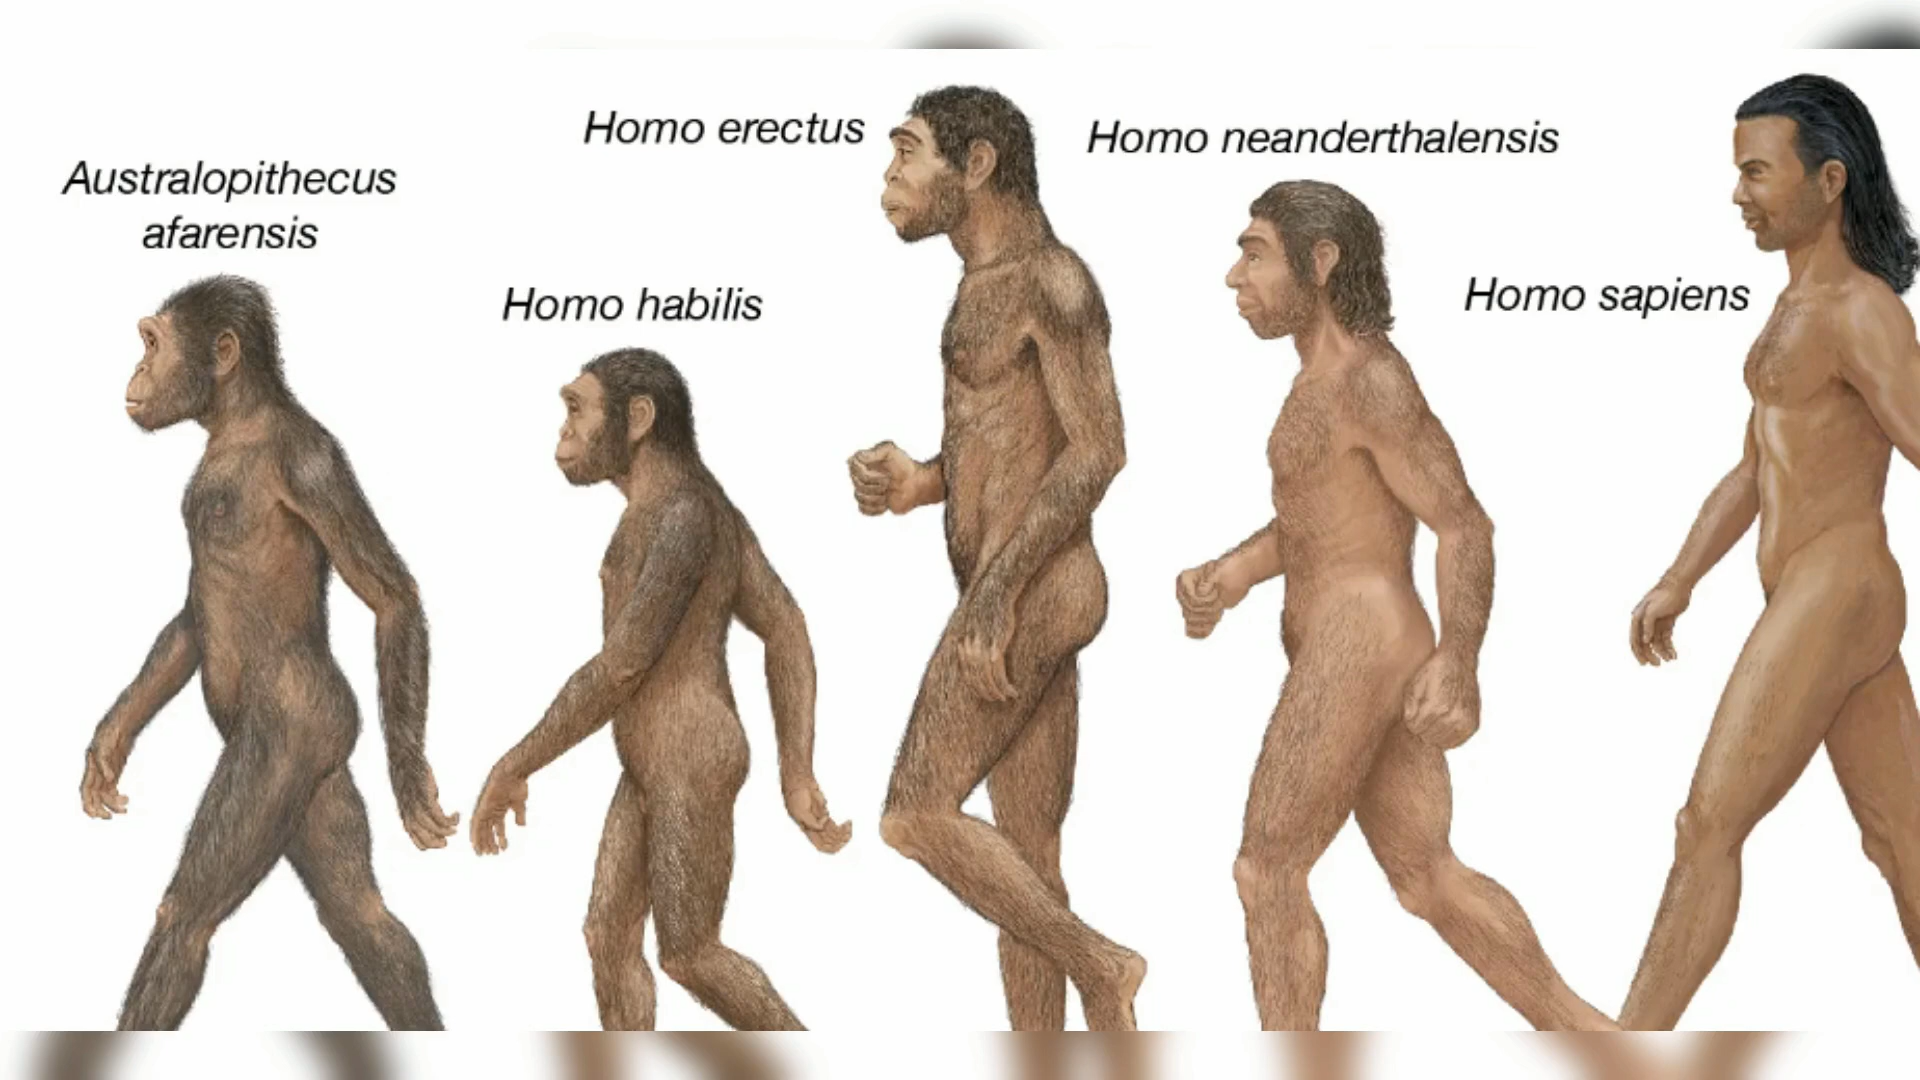 Australopithecus
afarensis
Homo habilis
Homo erectus
Homo neanderthalensis
Homo sapiens